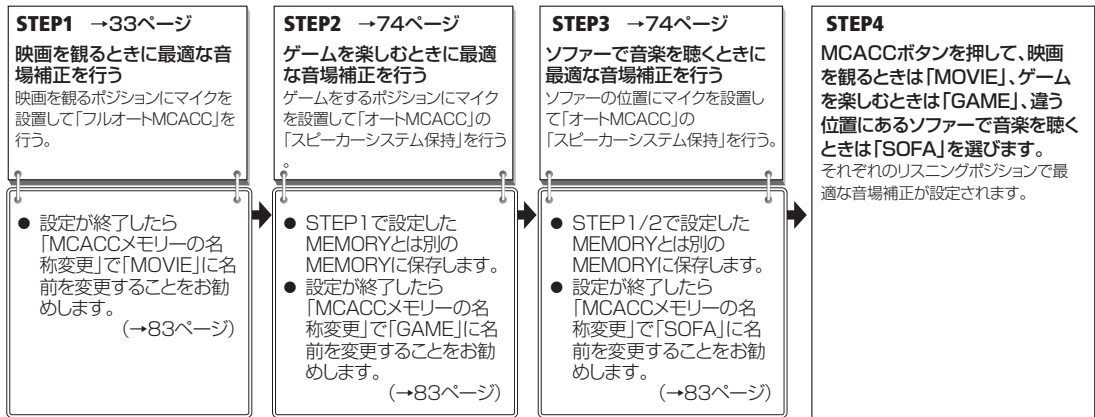 STEP1 →33ページ
映画を観るときに最適な音
場補正を行う
映画を観るポジションにマイクを
設置して「フルオートMCACC」を
行う。
● 設定が終了したら
「MCACCメモリーの名
称変更」で「MOVIE」に名
前を変更することをお勧
めします。
(→83ページ)
STEP2 →74ページ
ゲームを楽しむときに最適
な音場補正を行う
ゲームをするポジションにマイク
を設置して「オートMCACC」の
「スピーカーシステム保持」を行う
。
● STEP1で設定した
MEMORYとは別の
MEMORYに保存します。
● 設定が終了したら
「MCACCメモリーの名
称変更」で「GAME」に名
前を変更することをお勧
めします。
(→83ページ)
STEP3 →74ページ
ソファーで音楽を聴くときに
最適な音場補正を行う
ソファーの位置にマイクを設置し
て「オートMCACC」の
「スピーカーシステム保持」を行う。
● STEP1/2で設定した
MEMORYとは別の
MEMORYに保存します。
● 設定が終了したら
「MCACCメモリーの名
称変更」で「SOFA」に名
前を変更することをお勧
めします。
(→83ページ)
STEP4
MCACCボタンを押して、映画
を観るときは「MOVIE」、ゲーム
を楽しむときは「GAME」、違う
位置にあるソファーで音楽を聴く
ときは「SOFA」を選びます。
それぞれのリスニングポジションで最
適な音場補正が設定されます。